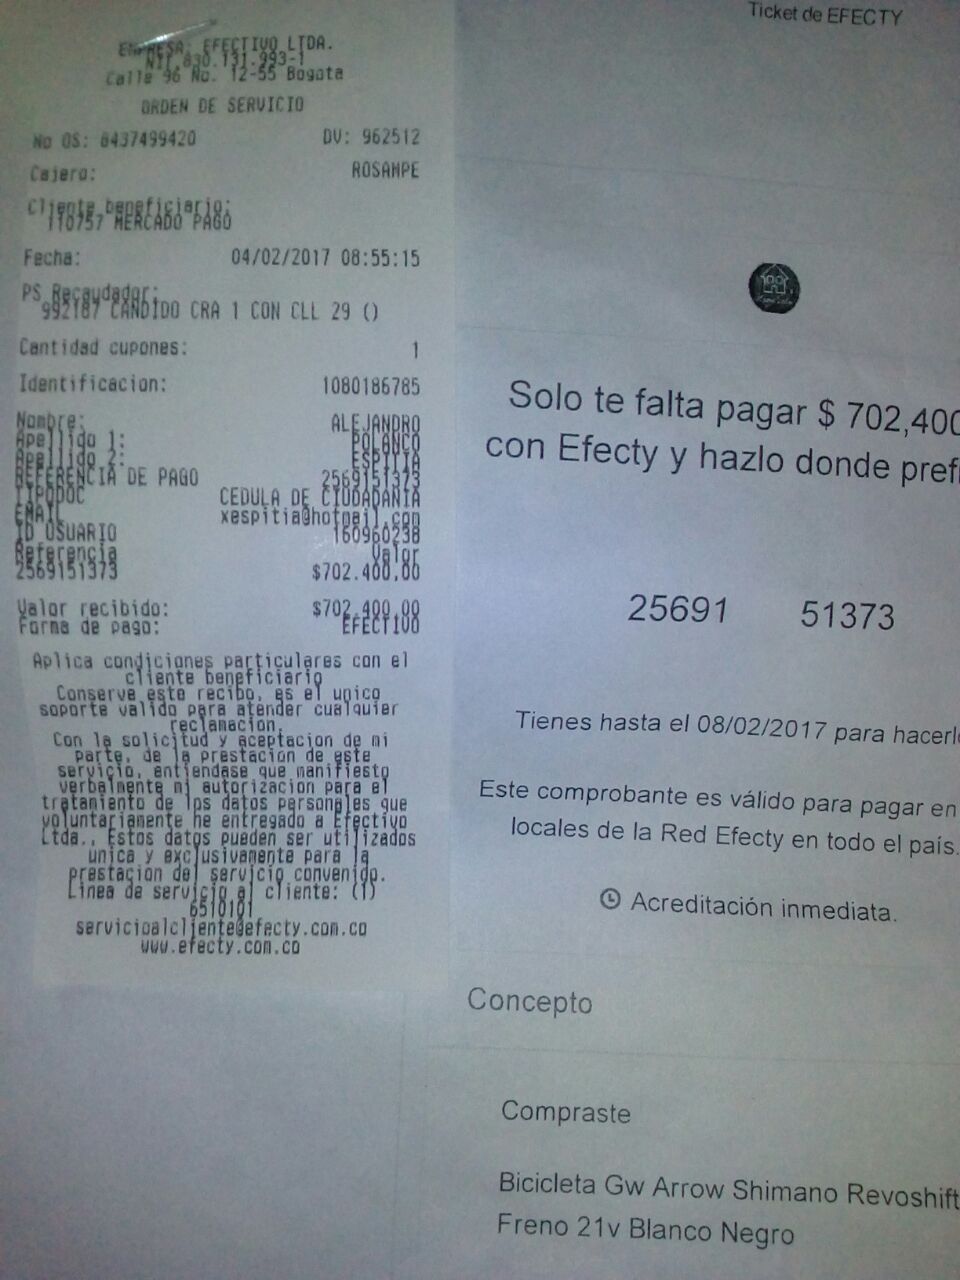 EMPRESA: EFECTIVO LTDA.
NIT.830.131.993-1
Calle 96 No. 12-55 Bogota
ORDEN DE SERVICIO
No OS: 8437499420 DV: 962512
Cajero: ROSAMPE
Cliente beneficiario:
110757 MERCADO PAGO
Fecha: 04/02/2017 08:55:15
PS Recaudador:
992187 CANDIDO CRA 1 CON CLL 29 ()
Cantidad cupones: 1
Identificacion: 1080186785
Nombre: ALEJANDRO
Apellido 1: POLANCO
Apellido 2: ESPITIA
REFERENCIA DE PAGO 2569151373
TIPODOC CEDULA DE CIUDADANIA
EMAIL xespitia@hotmail.com
ID USUARIO 160960238
Referencia Valor
2569151373 $702.400,00
Valor recibido: $702.400,00
Forma de pago: EFECTIVO
Aplica condiciones particulares con el
cliente beneficiario
Conserve este recibo, es el unico
soporte valido para atender cualquier
reclamacion.
Con la solicitud y aceptacion de mi
parte, de la prestacion de este
servicio, entiendase que manifiesto
verbalmente mi autorizacion para el
tratamiento de los datos personales que
voluntariamente he entregado a Efectivo
Ltda.. Estos datos pueden ser utilizados
unica y exclusivamente para la
prestacion del servicio convenido.
Linea de servicio al cliente: (1)
6510101
servicioalcliente@efecty.com.co
www.efecty.com.co
Ticket de EFECTY
Solo te falta pagar $ 702,400
con Efecty y hazlo donde prefi
25691 51373
Tienes hasta el 08/02/2017 para hacerlo
Este comprobante es válido para pagar en
locales de la Red Efecty en todo el país.
Acreditación inmediata.
Concepto
Compraste
Bicicleta Gw Arrow Shimano Revoshift
Freno 21v Blanco Negro